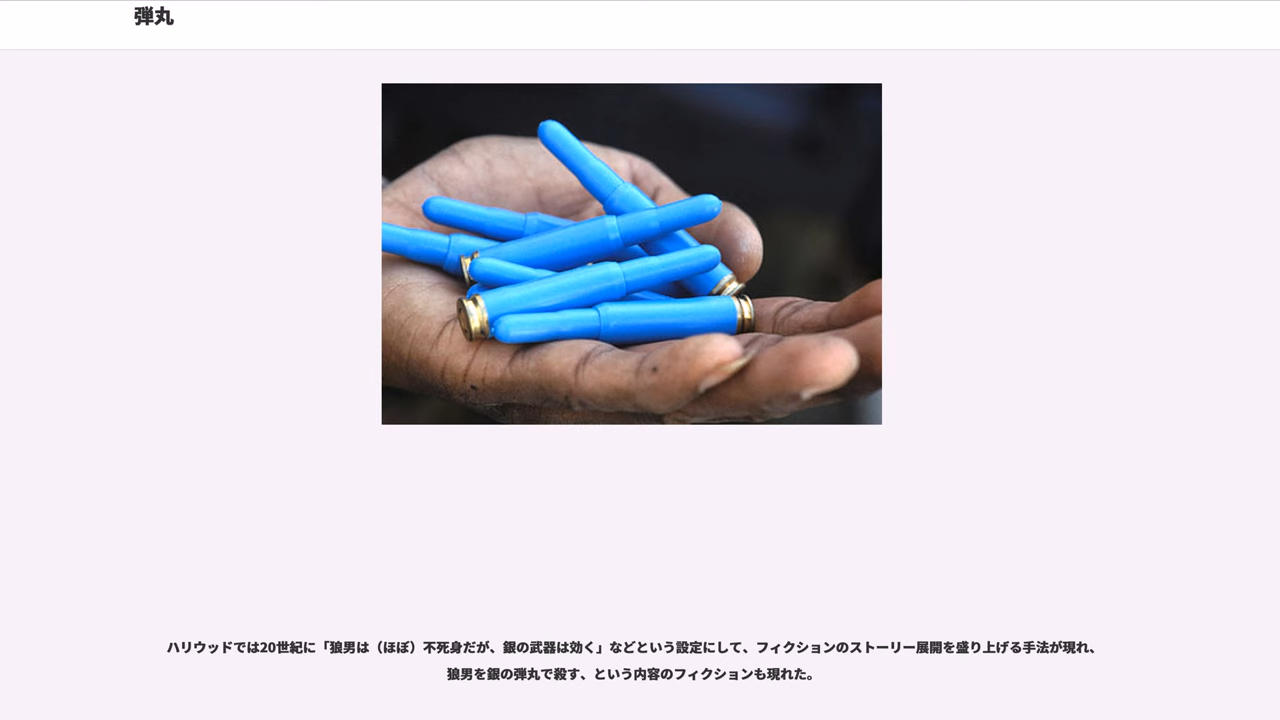 弾丸
ハリウッドでは20世紀に「狼男は（ほぼ）不死身だが、銀の武器は効く」などという設定にして、フィクションのストーリー展開を盛り上げる手法が現れ、
狼男を銀の弾丸で殺す、という内容のフィクションも現れた。